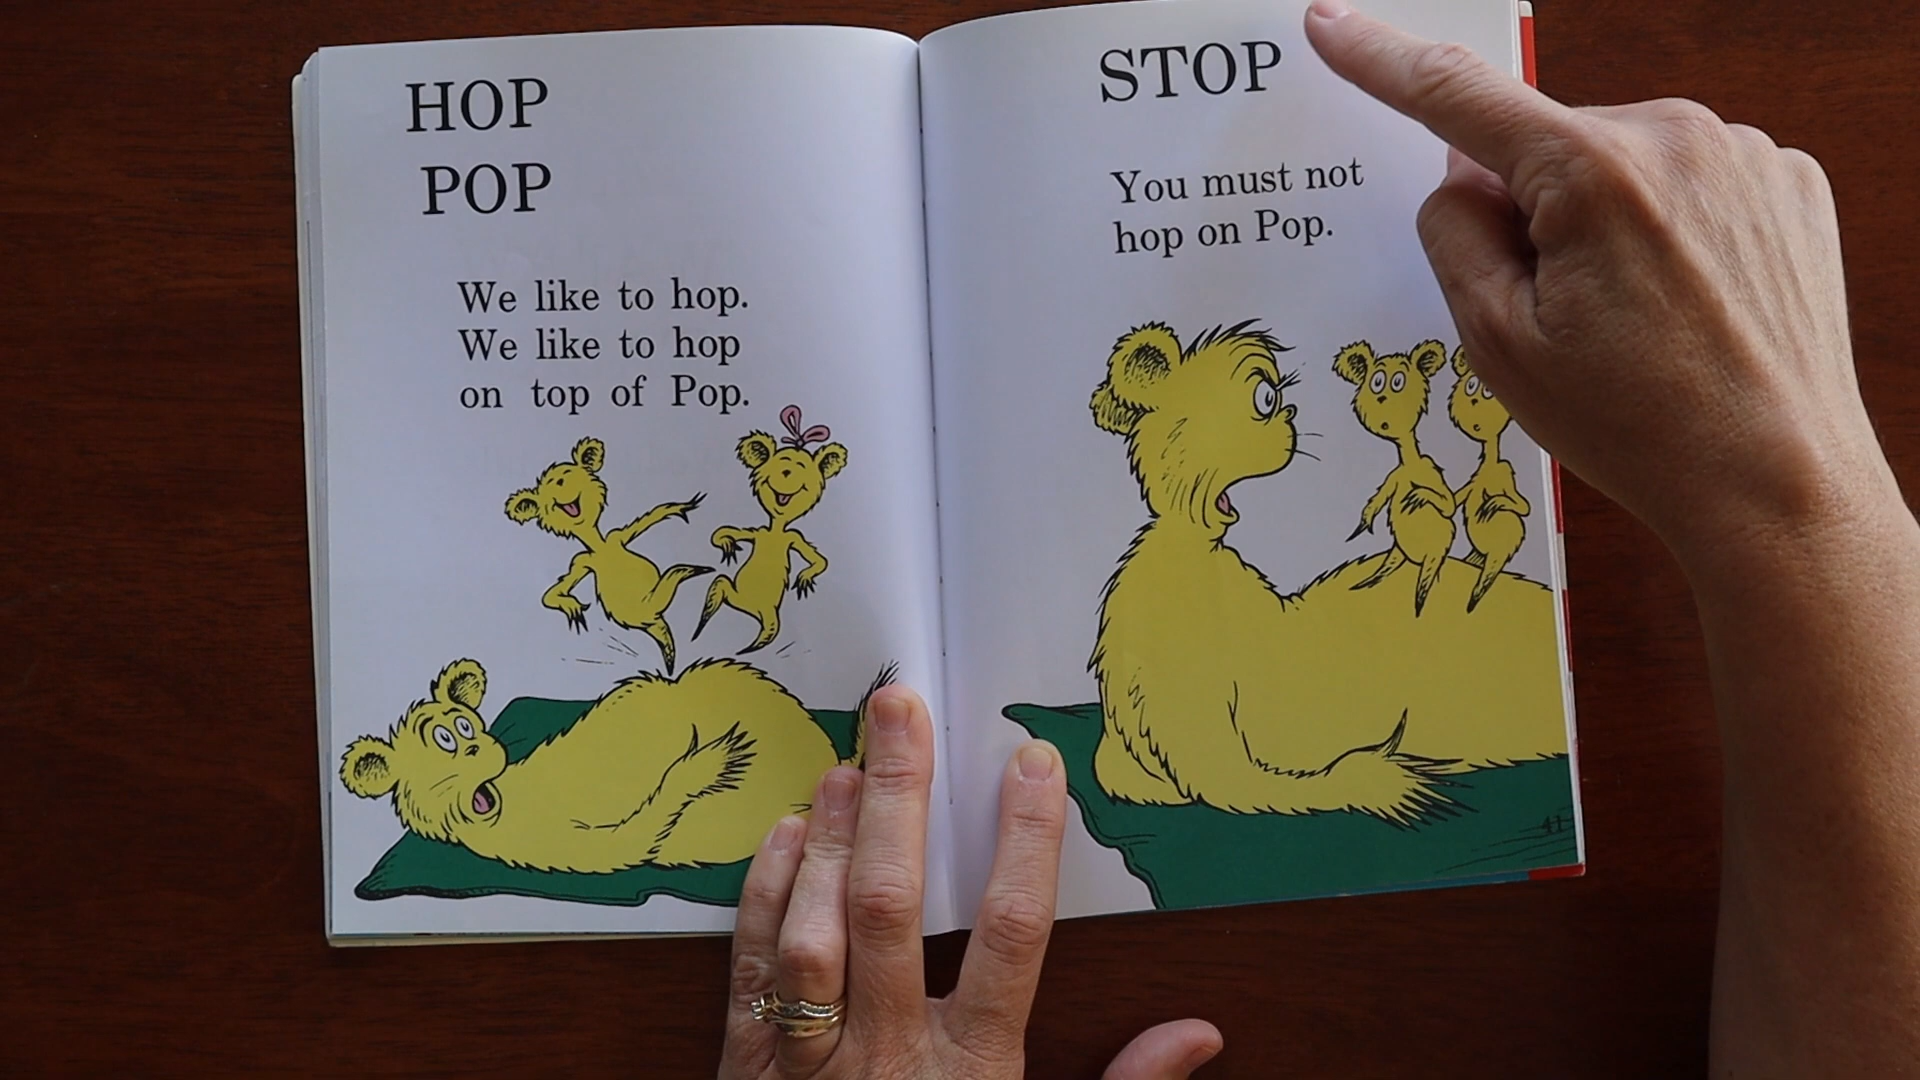 HOP
POP
We like to hop.
We like to hop
on top of Pop.
STOP
You must not
hop on Pop.
41